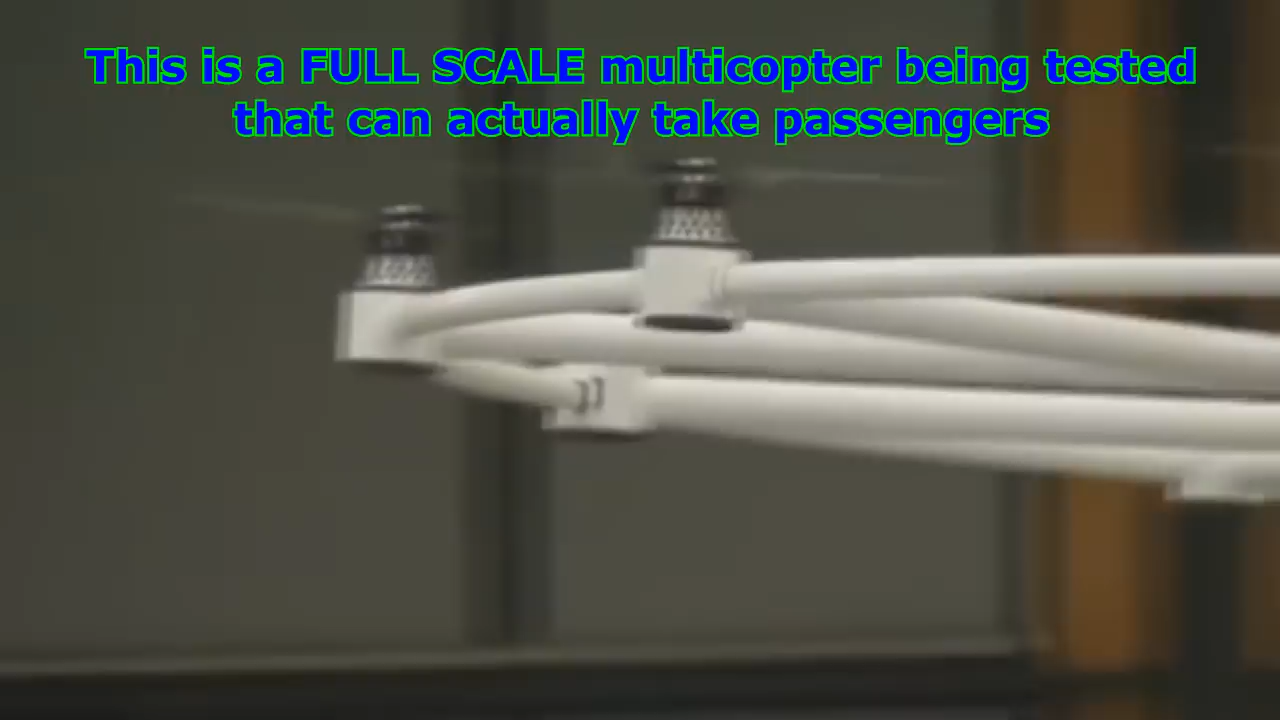 This is a FULL SCALE multicopter being tested
that can actually take passengers